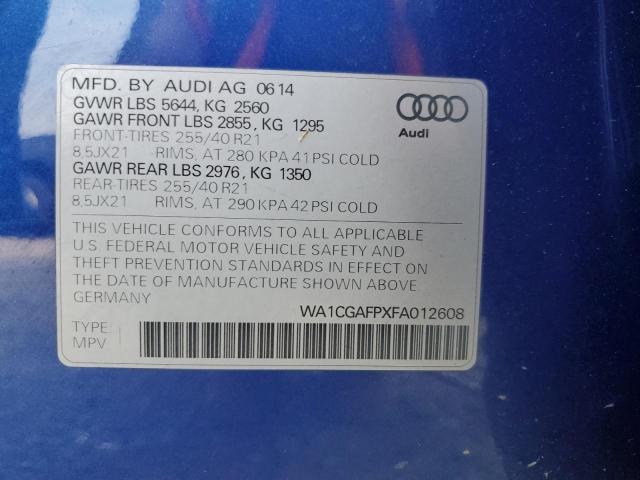 MFD. BY AUDI AG 06 14
GVWR LBS 5644, KG 2560
GAWR FRONT LBS 2855, KG 1295
FRONT-TIRES 255/40 R21
8,5JX21 RIMS, AT 280 KPA 41 PSI COLD
GAWR REAR LBS 2976, KG 1350
REAR-TIRES 255/40 R21
8,5JX21 RIMS, AT 290 KPA 42 PSI COLD
Audi
THIS VEHICLE CONFORMS TO ALL APPLICABLE
U.S. FEDERAL MOTOR VEHICLE SAFETY AND
THEFT PREVENTION STANDARDS IN EFFECT ON
THE DATE OF MANUFACTURE SHOWN ABOVE
GERMANY
WA1CGAFPXFA012608
TYPE:
MPV